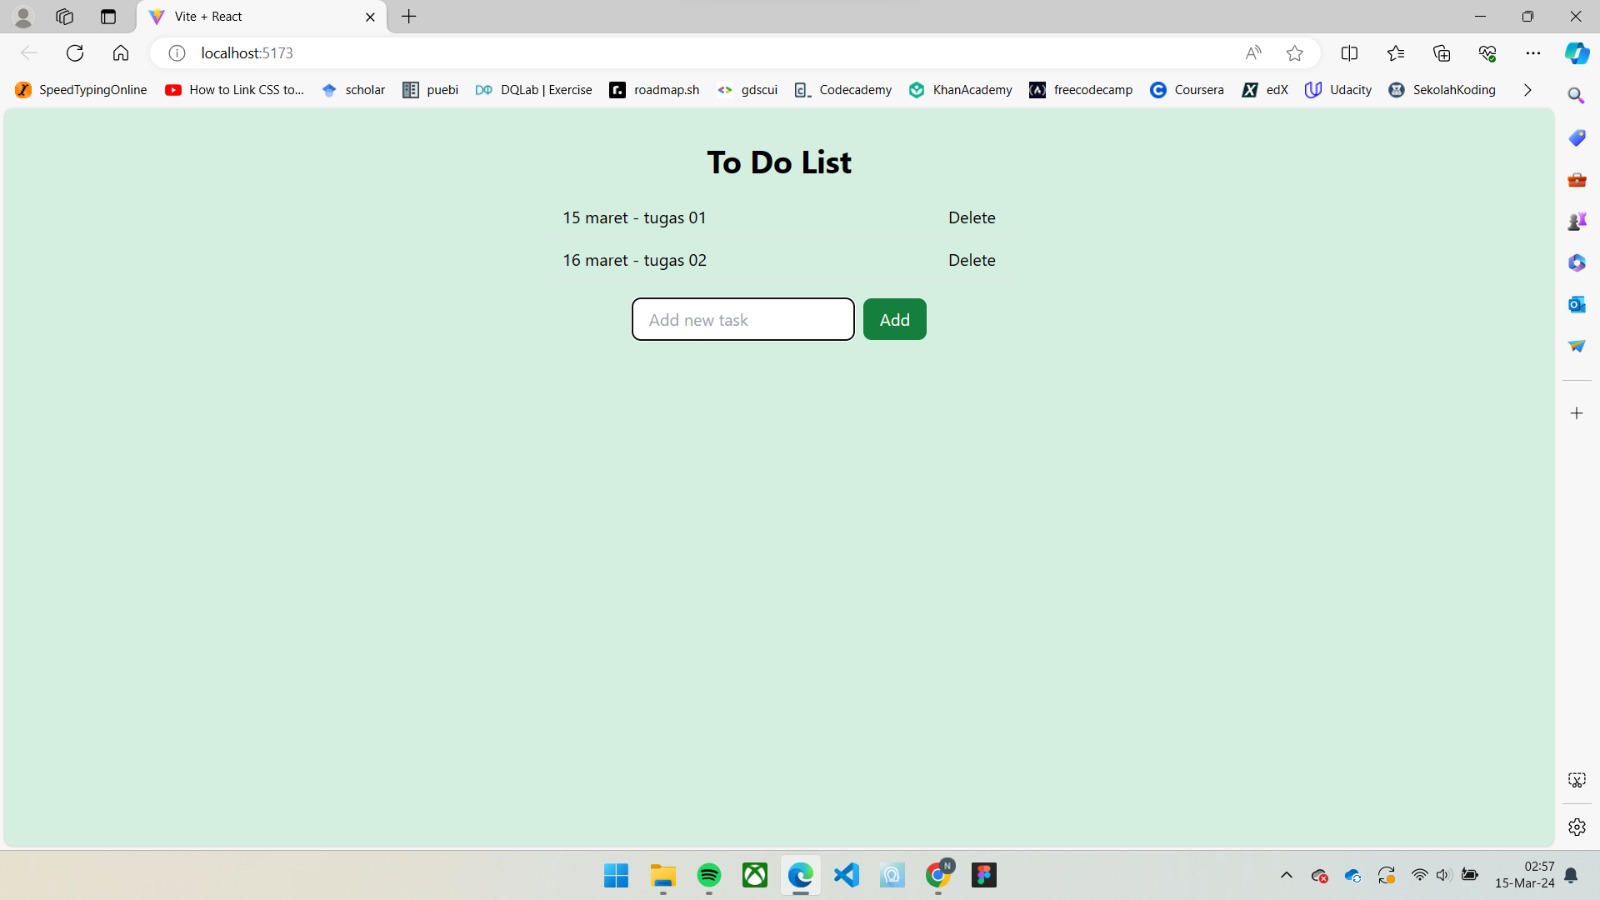 Vite + React
localhost:5173
SpeedTypingOnline How to Link CSS to... scholar puebi DQLab | Exercise roadmap.sh gdscui Codecademy KhanAcademy freecodecamp Coursera edX Udacity SekolahKoding
To Do List
15 maret - tugas 01 Delete
16 maret - tugas 02 Delete
Add new task Add
02:57
15-Mar-24